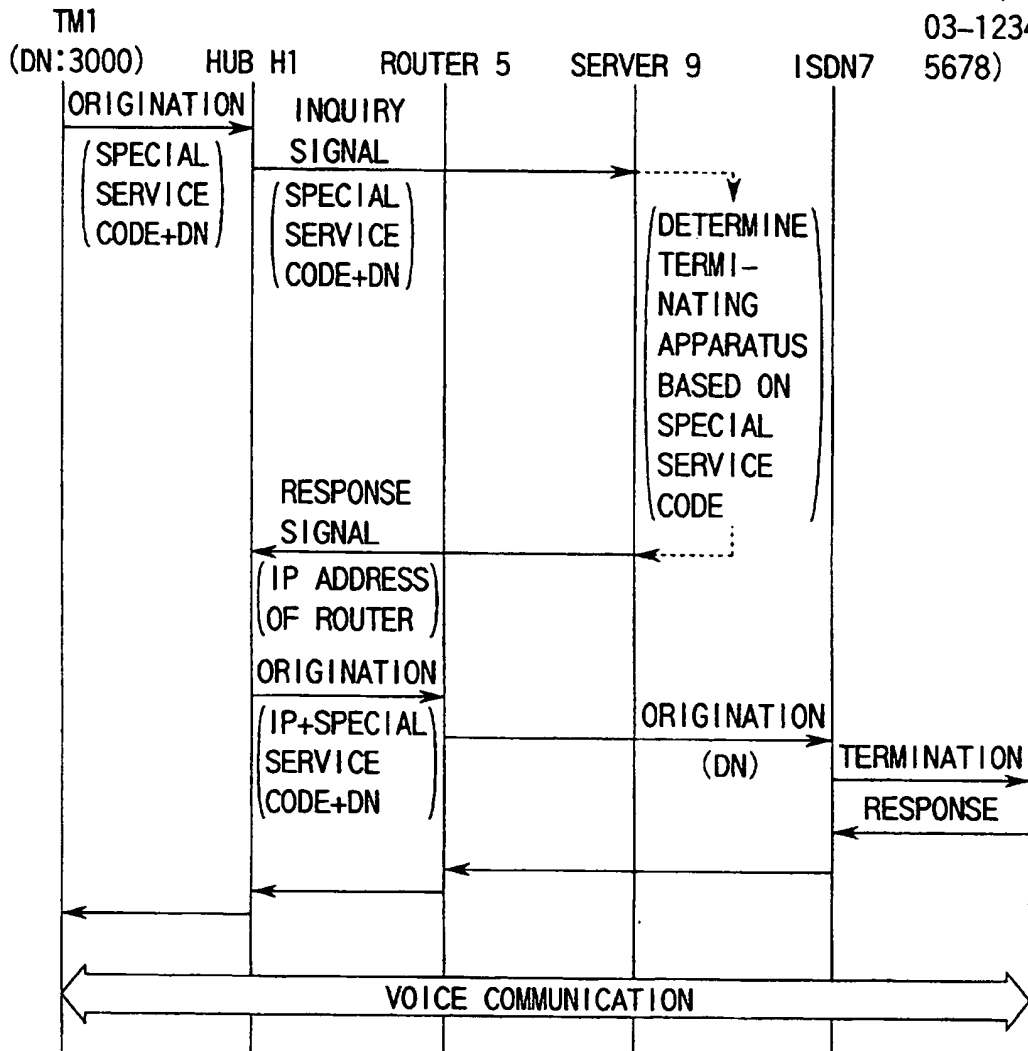 TM1
(DN:3000)
HUB H1
ROUTER 5
SERVER 9
ISDN7
03-1234
5678)
ORIGINATION
(SPECIAL
SERVICE
CODE+DN)
INQUIRY
SIGNAL
(SPECIAL
SERVICE
CODE+DN)
(DETERMINE
TERMI-
NATING
APPARATUS
BASED ON
SPECIAL
SERVICE
CODE)
RESPONSE
SIGNAL
(IP ADDRESS
OF ROUTER)
ORIGINATION
(IP+SPECIAL
SERVICE
CODE+DN)
ORIGINATION
(DN)
TERMINATION
RESPONSE
VOICE COMMUNICATION